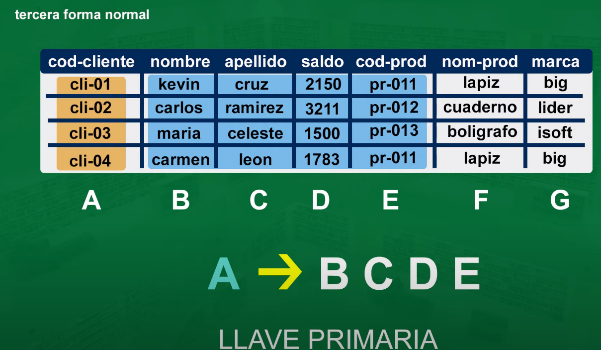 tercera forma normal
cod-cliente nombre apellido saldo cod-prod nom-prod marca
cli-01 kevin cruz 2150 pr-011 lapiz big
cli-02 carlos ramirez 3211 pr-012 cuaderno lider
cli-03 maria celeste 1500 pr-013 boligrafo isoft
cli-04 carmen leon 1783 pr-011 lapiz big
A B C D E F G
A → B C D E
LLAVE PRIMARIA